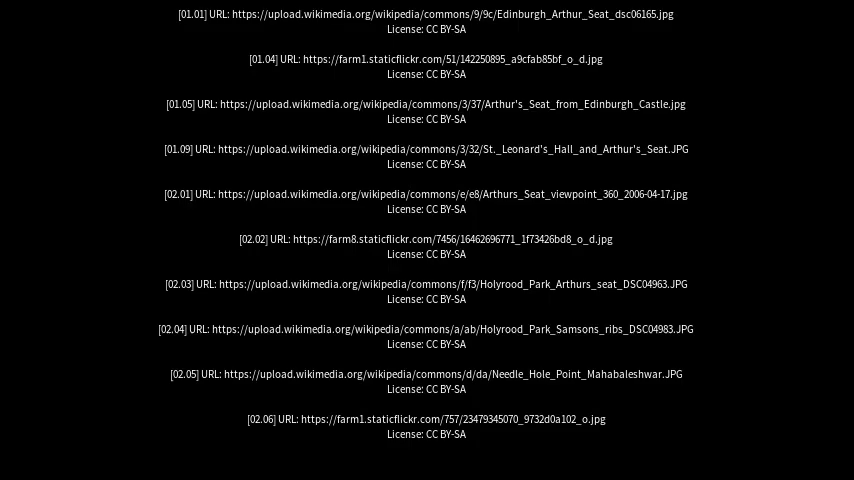 [01.01] URL: https://upload.wikimedia.org/wikipedia/commons/9/9c/Edinburgh_Arthur_Seat_dsc06165.jpg
License: CC BY-SA
[01.04] URL: https://farm1.staticflickr.com/51/142250895_a9cfab85bf_o_d.jpg
License: CC BY-SA
[01.05] URL: https://upload.wikimedia.org/wikipedia/commons/3/37/Arthur's_Seat_from_Edinburgh_Castle.jpg
License: CC BY-SA
[01.09] URL: https://upload.wikimedia.org/wikipedia/commons/3/32/St._Leonard's_Hall_and_Arthur's_Seat.JPG
License: CC BY-SA
[02.01] URL: https://upload.wikimedia.org/wikipedia/commons/e/e8/Arthurs_Seat_viewpoint_360_2006-04-17.jpg
License: CC BY-SA
[02.02] URL: https://farm8.staticflickr.com/7456/16462696771_1f73426bd8_o_d.jpg
License: CC BY-SA
[02.03] URL: https://upload.wikimedia.org/wikipedia/commons/f/f3/Holyrood_Park_Arthurs_seat_DSC04963.JPG
License: CC BY-SA
[02.04] URL: https://upload.wikimedia.org/wikipedia/commons/a/ab/Holyrood_Park_Samsons_ribs_DSC04983.JPG
License: CC BY-SA
[02.05] URL: https://upload.wikimedia.org/wikipedia/commons/d/da/Needle_Hole_Point_Mahabaleshwar.JPG
License: CC BY-SA
[02.06] URL: https://farm1.staticflickr.com/757/23479345070_9732d0a102_o.jpg
License: CC BY-SA